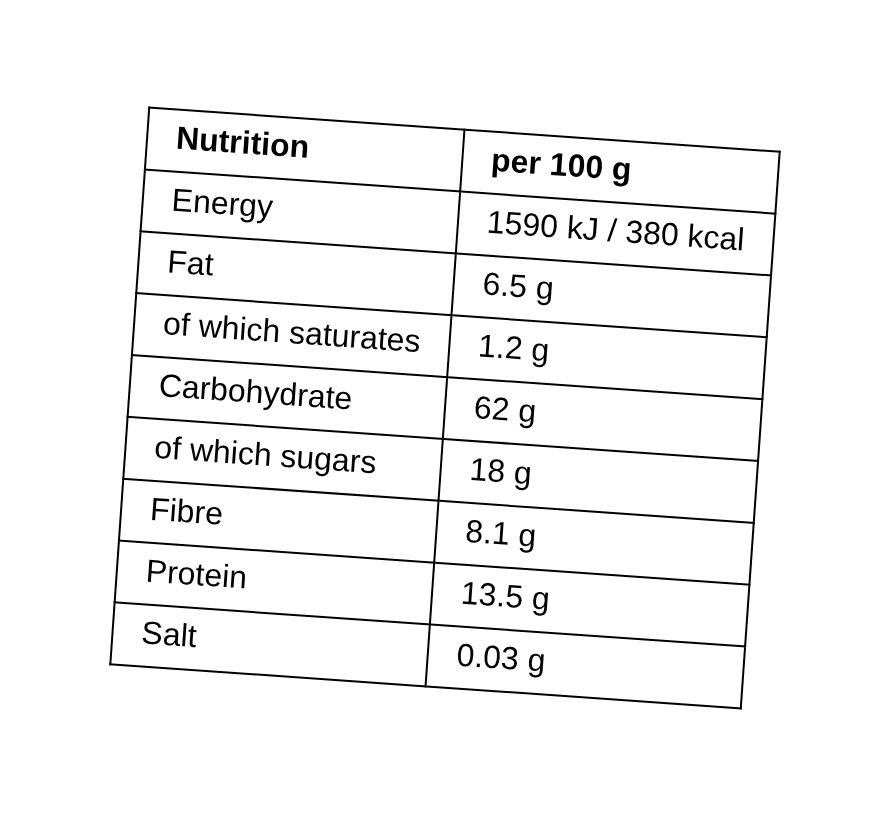 Nutrition per 100 g
Energy 1590 kJ / 380 kcal
Fat 6.5 g
of which saturates 1.2 g
Carbohydrate 62 g
of which sugars 18 g
Fibre 8.1 g
Protein 13.5 g
Salt 0.03 g